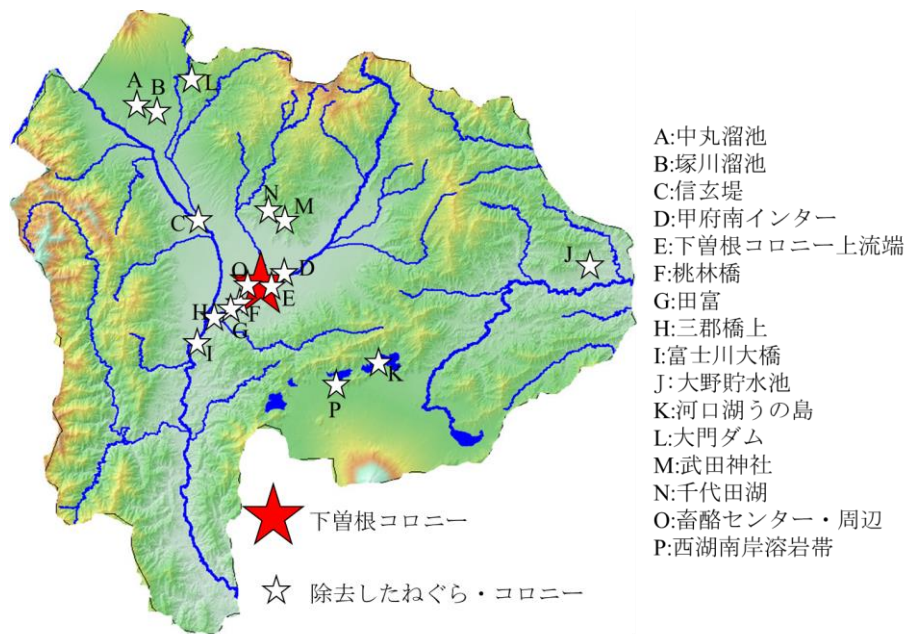 A
B
L
N
M
C
J
O
D
E
H
F
G
I
K
P
A:中丸溜池
B:塚川溜池
C:信玄堤
D:甲府南インター
E:下曽根コロニー上流端
F:桃林橋
G:田富
H:三郡橋上
I:富士川大橋
J:大野貯水池
K:河口湖うの島
L:大門ダム
M:武田神社
N:千代田湖
O:畜酪センター・周辺
P:西湖南岸溶岩帯
下曽根コロニー
除去したねぐら・コロニー